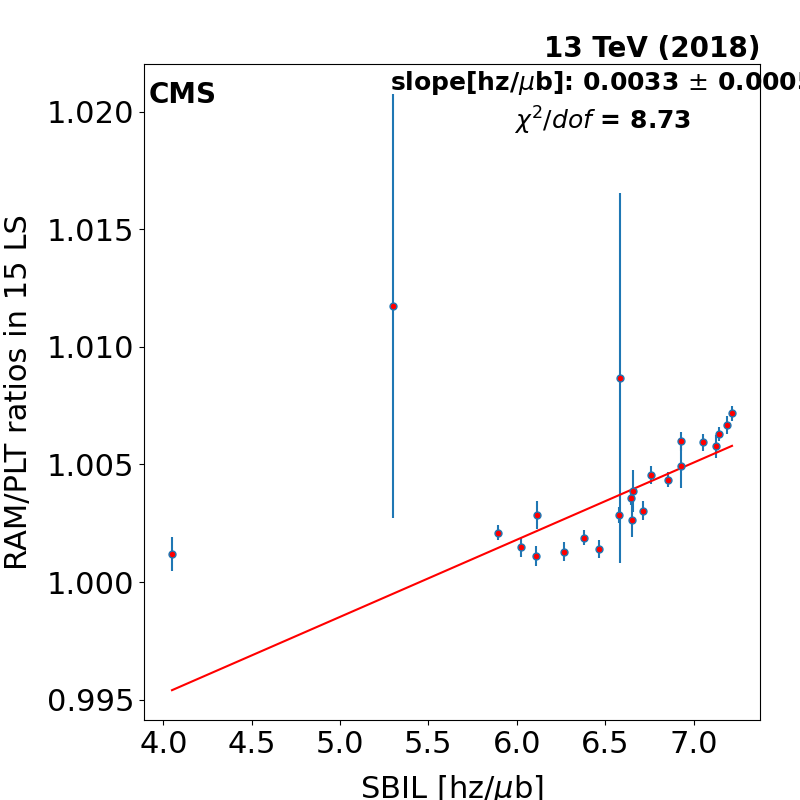 13 TeV (2018)
CMS
slope[hz/μb]: 0.0033 ± 0.0005
χ²/dof = 8.73
RAM/PLT ratios in 15 LS
1.020
1.015
1.010
1.005
1.000
0.995
4.0 4.5 5.0 5.5 6.0 6.5 7.0
SBIL [hz/μb]